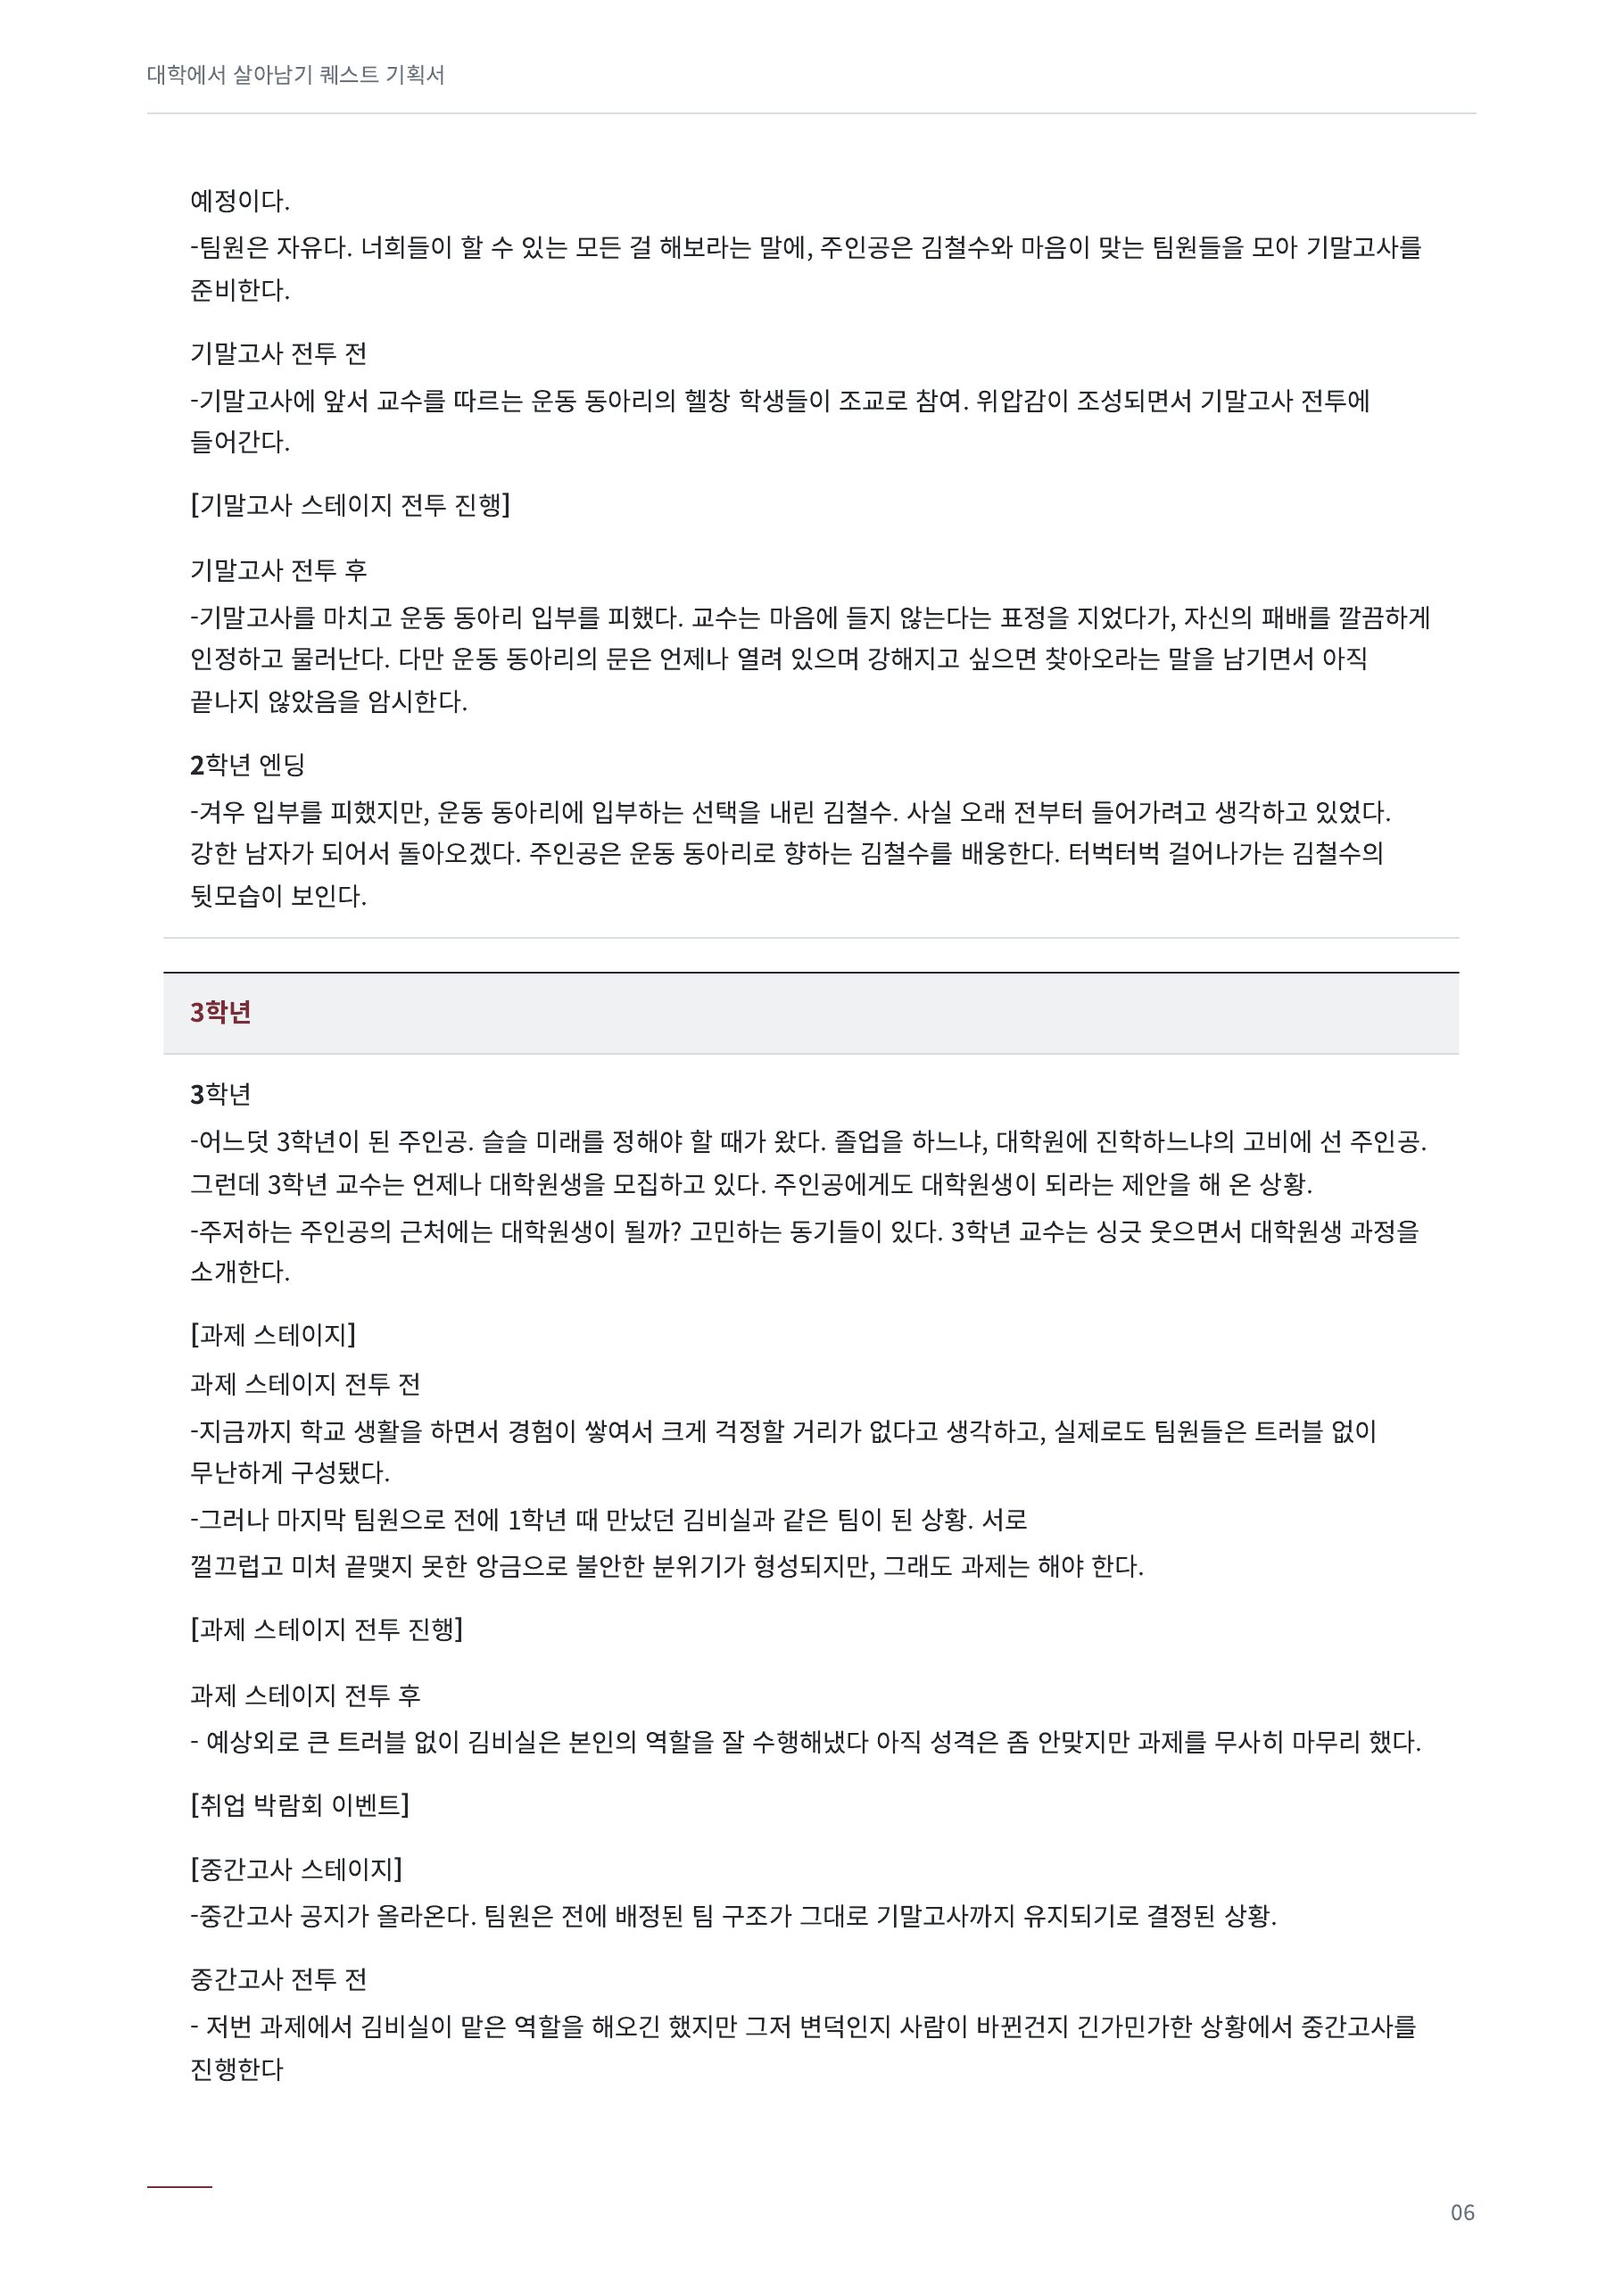 대학에서 살아남기 퀘스트 기획서
예정이다.
-팀원은 자유다. 너희들이 할 수 있는 모든 걸 해보라는 말에, 주인공은 김철수와 마음이 맞는 팀원들을 모아 기말고사를
준비한다.
기말고사 전투 전
-기말고사에 앞서 교수를 따르는 운동 동아리의 헬창 학생들이 조교로 참여. 위압감이 조성되면서 기말고사 전투에
들어간다.
[기말고사 스테이지 전투 진행]
기말고사 전투 후
-기말고사를 마치고 운동 동아리 입부를 피했다. 교수는 마음에 들지 않는다는 표정을 지었다가, 자신의 패배를 깔끔하게
인정하고 물러난다. 다만 운동 동아리의 문은 언제나 열려 있으며 강해지고 싶으면 찾아오라는 말을 남기면서 아직
끝나지 않았음을 암시한다.
2학년 엔딩
-겨우 입부를 피했지만, 운동 동아리에 입부하는 선택을 내린 김철수. 사실 오래 전부터 들어가려고 생각하고 있었다.
강한 남자가 되어서 돌아오겠다. 주인공은 운동 동아리로 향하는 김철수를 배웅한다. 터벅터벅 걸어나가는 김철수의
뒷모습이 보인다.
3학년
3학년
-어느덧 3학년이 된 주인공. 슬슬 미래를 정해야 할 때가 왔다. 졸업을 하느냐, 대학원에 진학하느냐의 고비에 선 주인공.
그런데 3학년 교수는 언제나 대학원생을 모집하고 있다. 주인공에게도 대학원생이 되라는 제안을 해 온 상황.
-주저하는 주인공의 근처에는 대학원생이 될까? 고민하는 동기들이 있다. 3학년 교수는 싱긋 웃으면서 대학원생 과정을
소개한다.
[과제 스테이지]
과제 스테이지 전투 전
-지금까지 학교 생활을 하면서 경험이 쌓여서 크게 걱정할 거리가 없다고 생각하고, 실제로도 팀원들은 트러블 없이
무난하게 구성됐다.
-그러나 마지막 팀원으로 전에 1학년 때 만났던 김비실과 같은 팀이 된 상황. 서로
껄끄럽고 미처 끝맺지 못한 앙금으로 불안한 분위기가 형성되지만, 그래도 과제는 해야 한다.
[과제 스테이지 전투 진행]
과제 스테이지 전투 후
- 예상외로 큰 트러블 없이 김비실은 본인의 역할을 잘 수행해냈다 아직 성격은 좀 안맞지만 과제를 무사히 마무리 했다.
[취업 박람회 이벤트]
[중간고사 스테이지]
-중간고사 공지가 올라온다. 팀원은 전에 배정된 팀 구조가 그대로 기말고사까지 유지되기로 결정된 상황.
중간고사 전투 전
- 저번 과제에서 김비실이 맡은 역할을 해오긴 했지만 그저 변덕인지 사람이 바뀐건지 긴가민가한 상황에서 중간고사를
진행한다
06